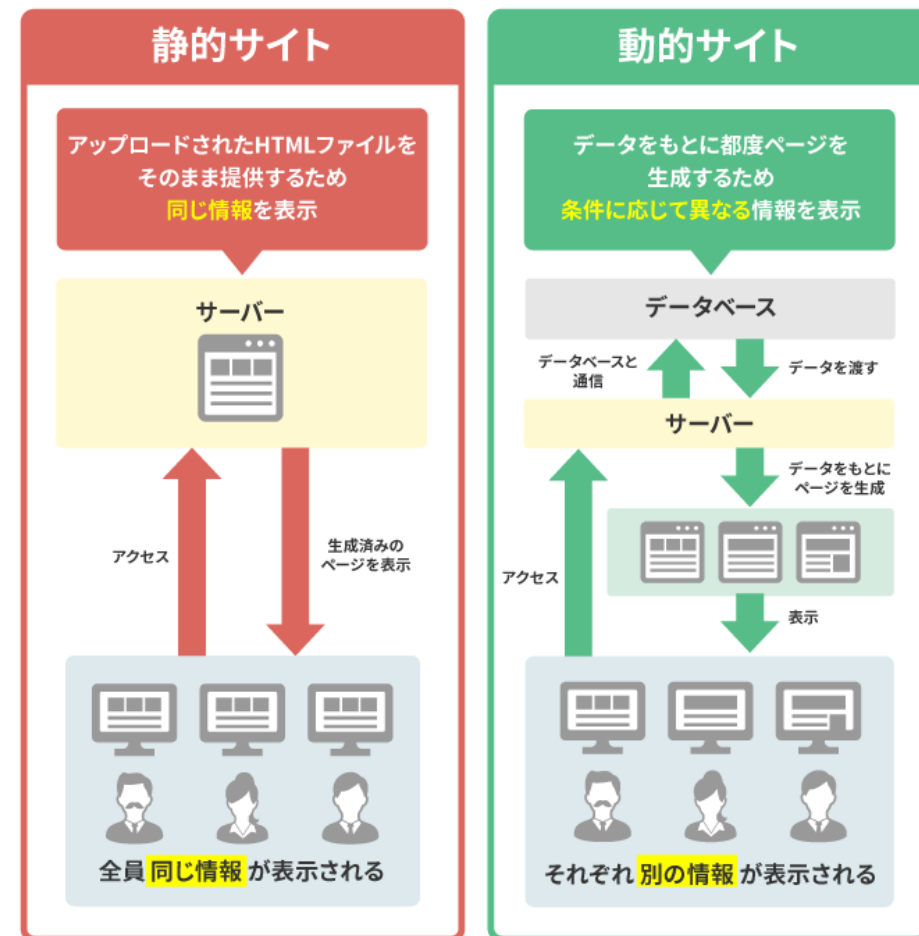 静的サイト
アップロードされたHTMLファイルを
そのまま提供するため
同じ情報を表示
サーバー
アクセス
生成済みの
ページを表示
全員 同じ情報 が表示される
動的サイト
データをもとに都度ページを
生成するため
条件に応じて異なる情報を表示
データベース
データベースと
通信
データを渡す
サーバー
データをもとに
ページを生成
アクセス
表示
それぞれ 別の情報 が表示される